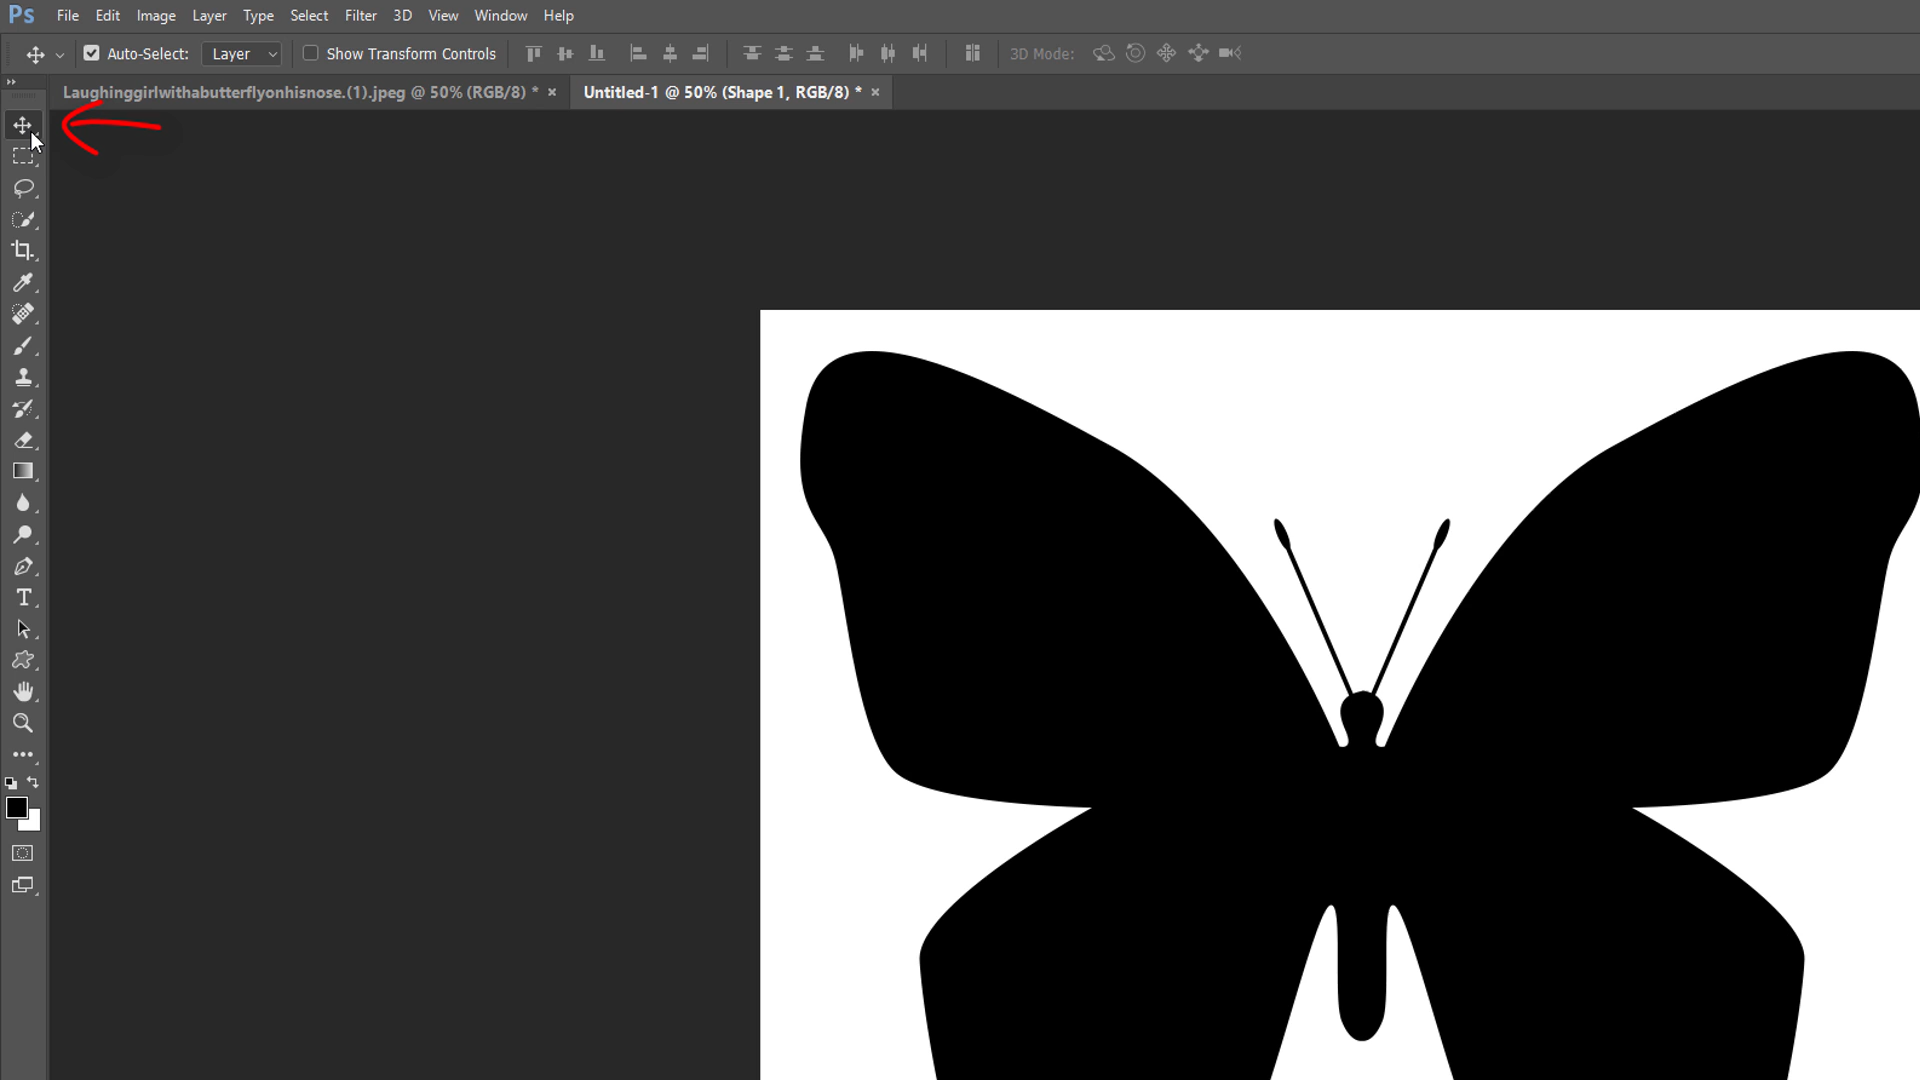 Ps File Edit Image Layer Type Select Filter 3D View Window Help
Auto-Select: Layer Show Transform Controls 3D Mode:
Laughinggirlwithabutterflyonhisnose.(1).jpeg @ 50% (RGB/8) * × Untitled-1 @ 50% (Shape 1, RGB/8) * ×
T